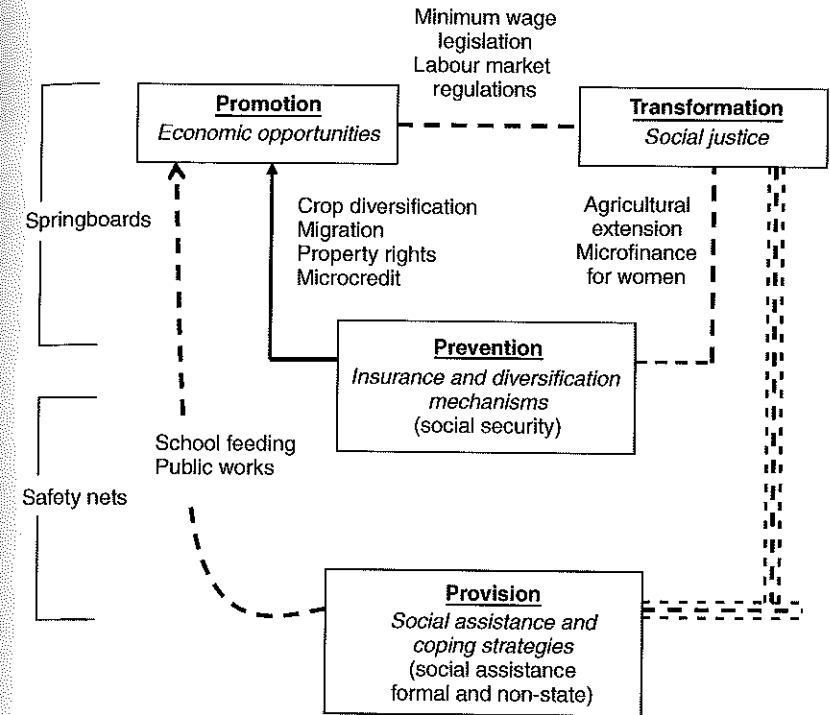 Minimum wage
legislation
Labour market
regulations
Promotion
Economic opportunities
Transformation
Social justice
Springboards
Crop diversification
Migration
Property rights
Microcredit
Agricultural
extension
Microfinance
for women
Prevention
Insurance and diversification
mechanisms
(social security)
School feeding
Public works
Safety nets
Provision
Social assistance and
coping strategies
(social assistance
formal and non-state)